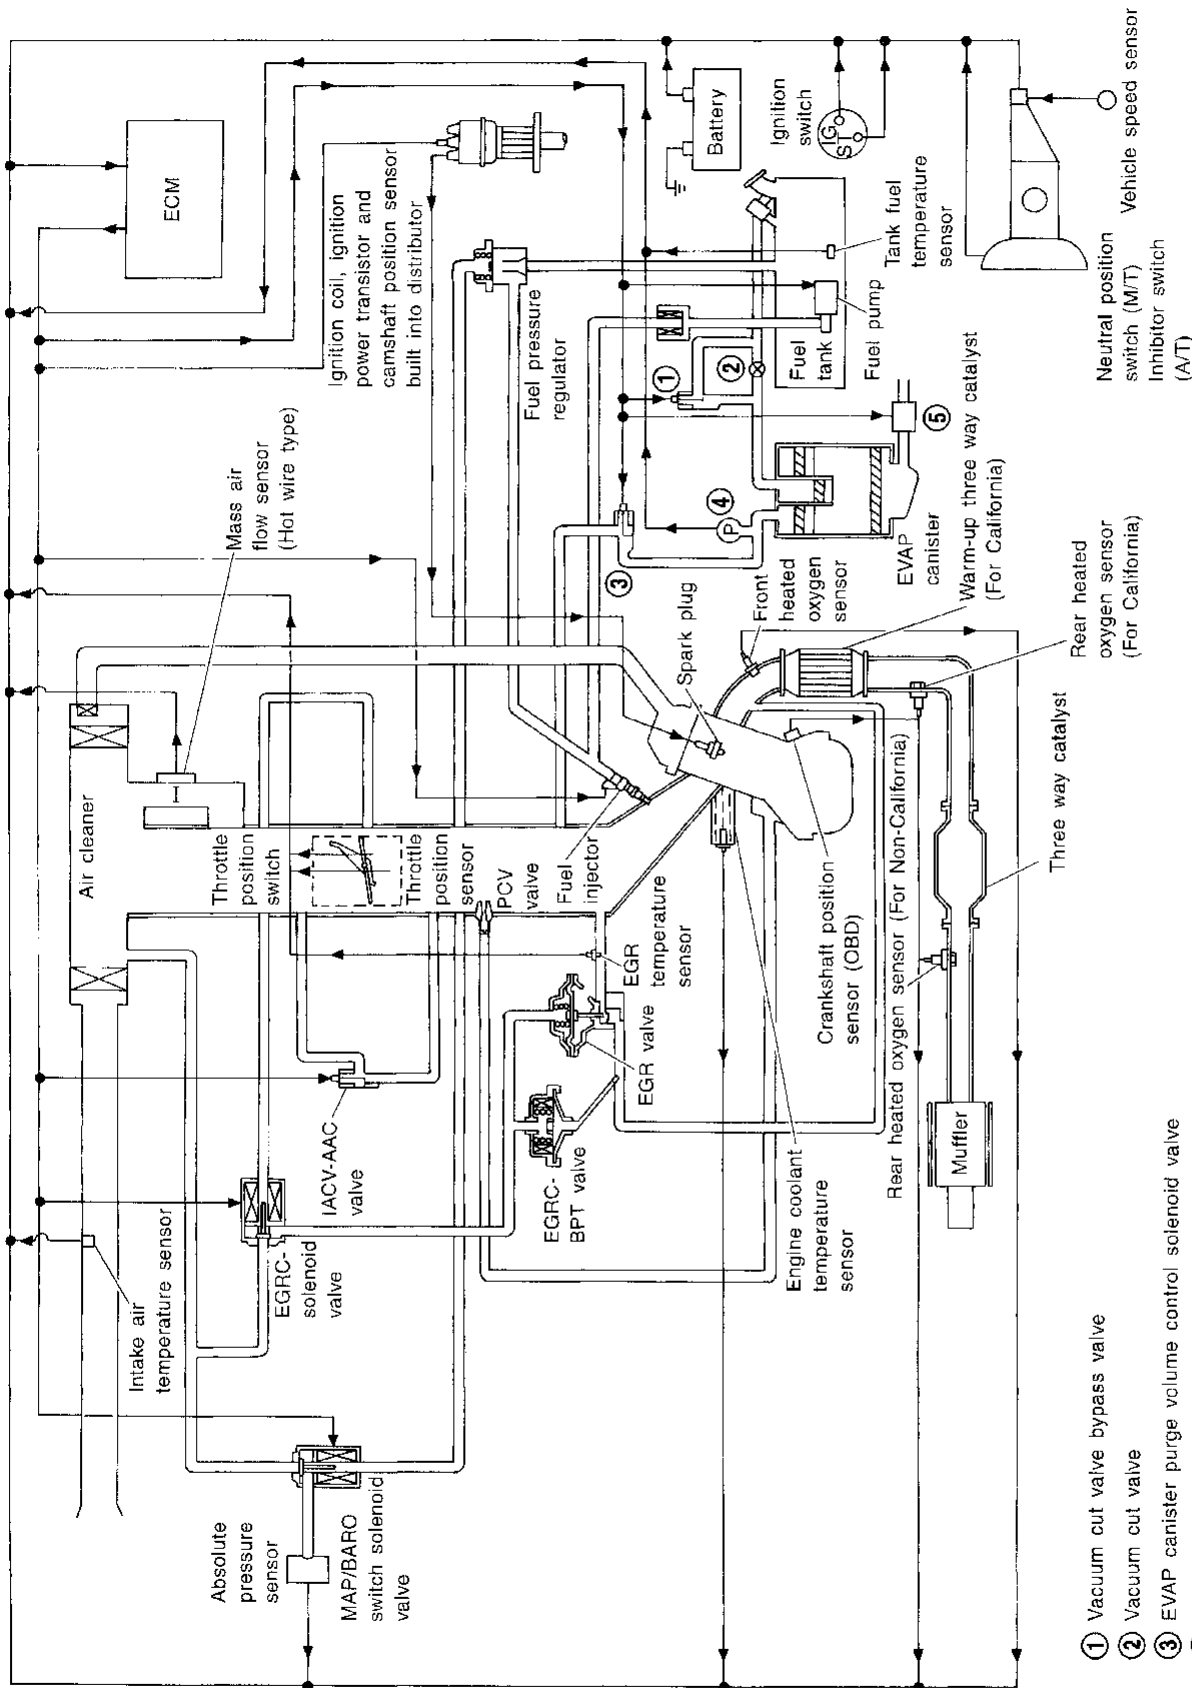 ECM
Ignition coil, ignition
power transistor and
camshaft position sensor
built into distributor
Battery
Ignition
switch
IG
ST
Vehicle speed sensor
Neutral position
switch (M/T)
Inhibitor switch
(A/T)
Tank fuel
temperature
sensor
Fuel pump
Fuel
tank
Fuel pressure
regulator
Mass air
flow sensor
(Hot wire type)
①
②
③
④
⑤
P
EVAP
canister
Warm-up three way catalyst
(For California)
Rear heated
oxygen sensor
(For California)
Front
heated
oxygen
sensor
Spark plug
Air cleaner
Throttle
position
switch
Throttle
position
sensor
PCV
valve
Fuel
injector
EGR
temperature
sensor
EGR valve
Crankshaft position
sensor (OBD)
Rear heated oxygen sensor (For Non-California)
Three way catalyst
Muffler
Engine coolant
temperature
sensor
EGRC-
BPT valve
IACV-AAC
valve
EGRC-
solenoid
valve
Intake air
temperature sensor
Absolute
pressure
sensor
MAP/BARO
switch solenoid
valve
① Vacuum cut valve bypass valve
② Vacuum cut valve
③ EVAP canister purge volume control solenoid valve